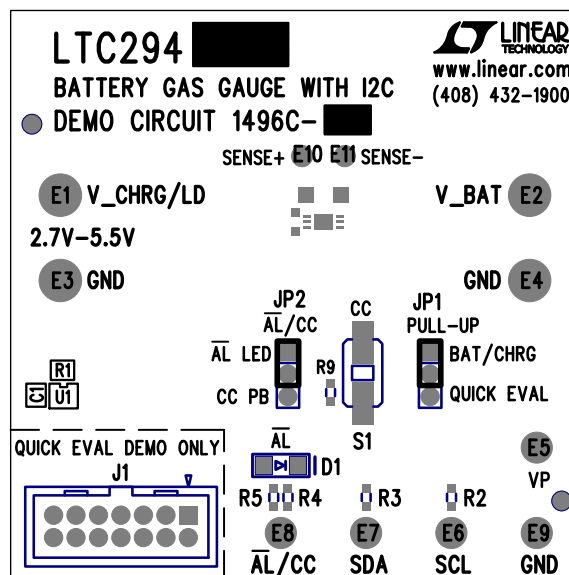 LTC294
LINEAR
TECHNOLOGY
www.linear.com
(408) 432-1900
BATTERY GAS GAUGE WITH I2C
DEMO CIRCUIT 1496C-
SENSE+ E10 E11 SENSE-
E1 V_CHRG/LD
V_BAT E2
2.7V-5.5V
E3 GND
GND E4
JP2
AL/CC
CC
JP1
PULL-UP
AL LED
BAT/CHRG
R9
CC PB
QUICK EVAL
R1
C1 U1
S1
QUICK EVAL DEMO ONLY
J1
AL
D1
E5
VP
R5 R4 R3 R2
E8 E7 E6 E9
AL/CC SDA SCL GND